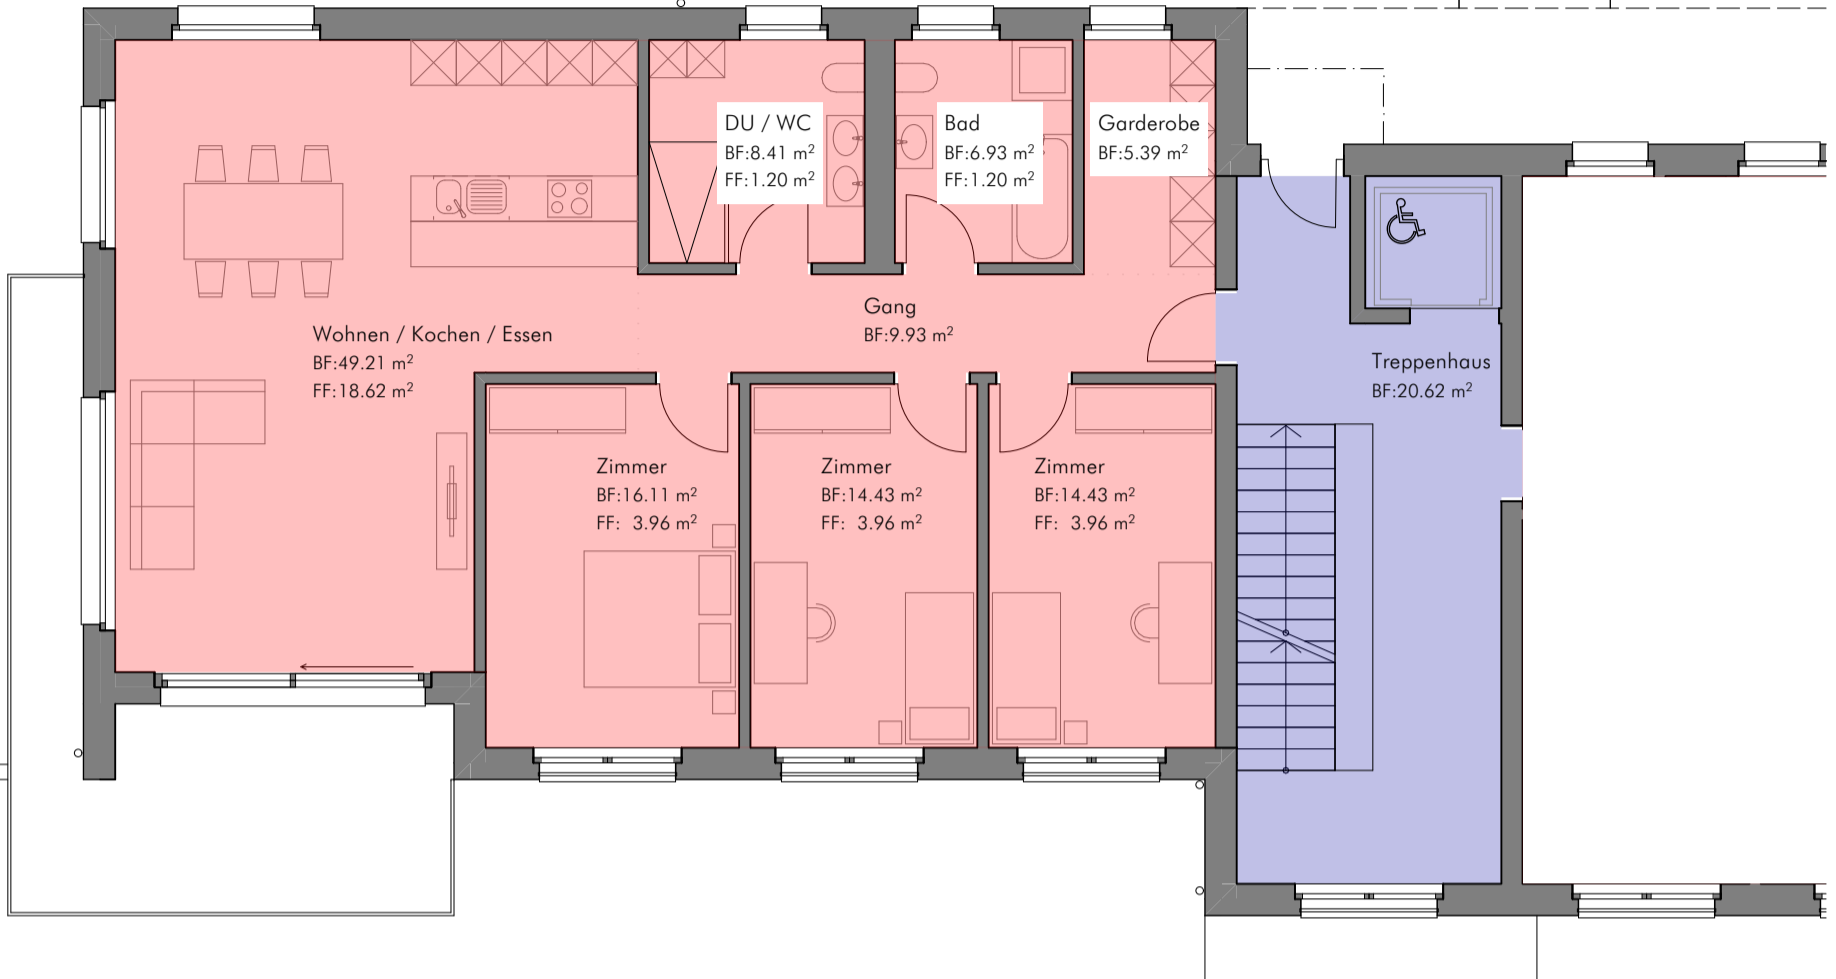 DU / WC
BF:8.41 m²
FF:1.20 m²
Bad
BF:6.93 m²
FF:1.20 m²
Garderobe
BF:5.39 m²
Wohnen / Kochen / Essen
BF:49.21 m²
FF:18.62 m²
Gang
BF:9.93 m²
Treppenhaus
BF:20.62 m²
Zimmer
BF:16.11 m²
FF: 3.96 m²
Zimmer
BF:14.43 m²
FF: 3.96 m²
Zimmer
BF:14.43 m²
FF: 3.96 m²